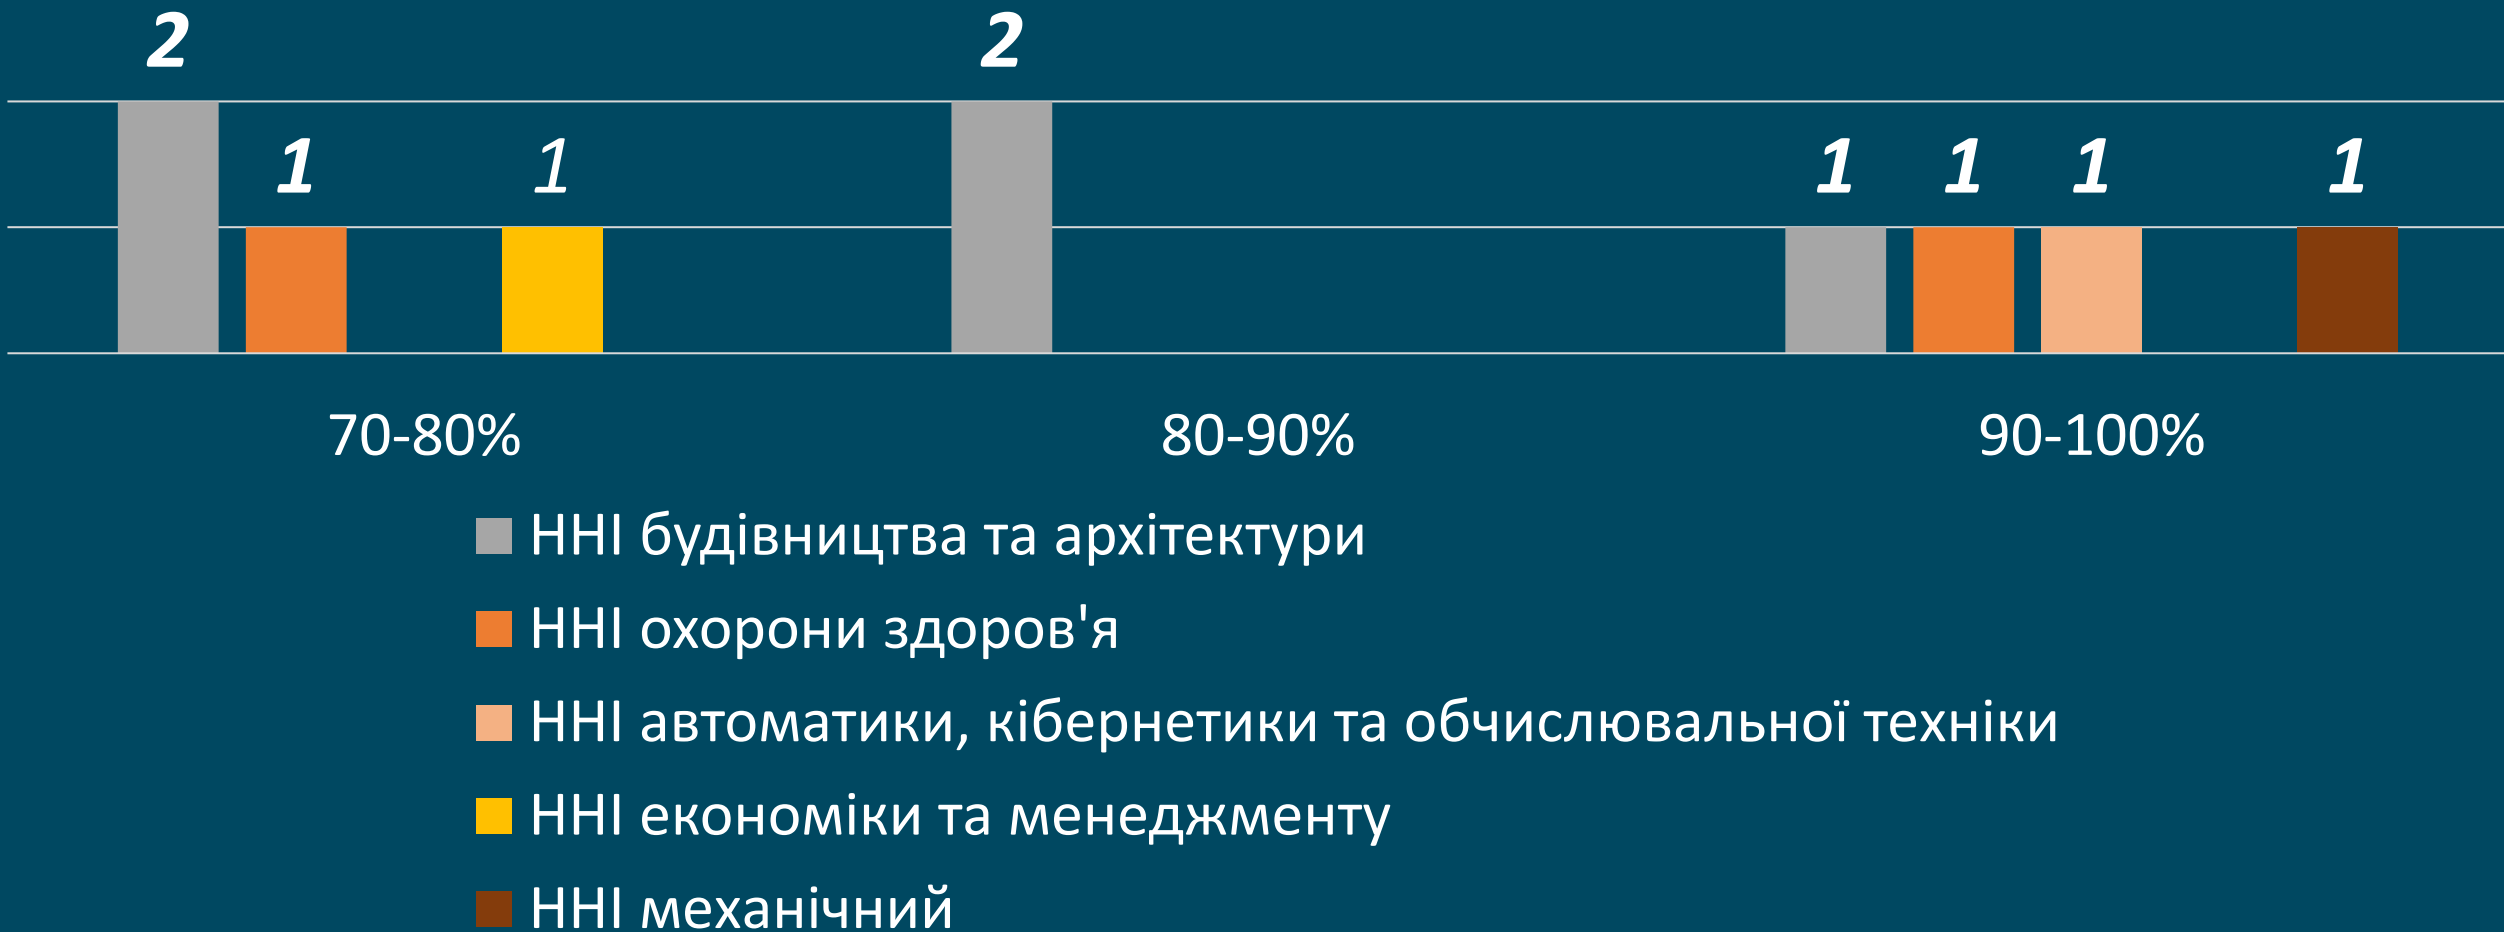 2 2
1 1 1 1 1 1
70-80% 80-90% 90-100%
ННІ будівництва та архітектури
ННІ охорони здоров'я
ННІ автоматики, кібернетики та обчислювальної техніки
ННІ економіки та менеджменту
ННІ механічний